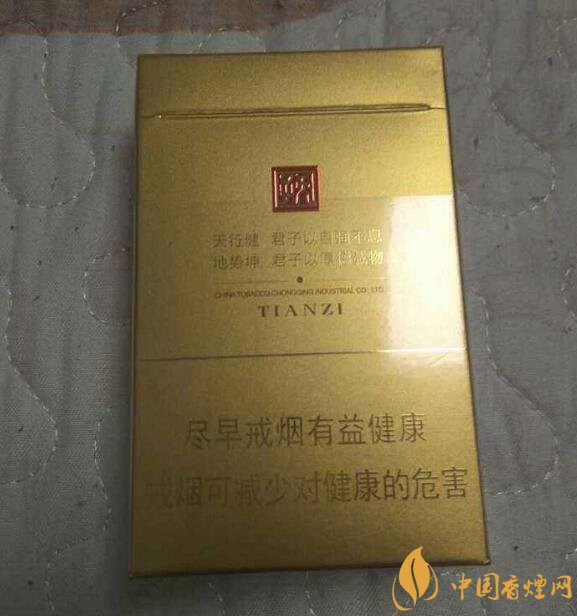 天行健 君子以自强不息
地势坤 君子以厚德载物
CHINA TOBACCO CHONGQING INDUSTRIAL CO., LTD.
TIANZI
尽早戒烟有益健康
戒烟可减少对健康的危害
中国香烟网